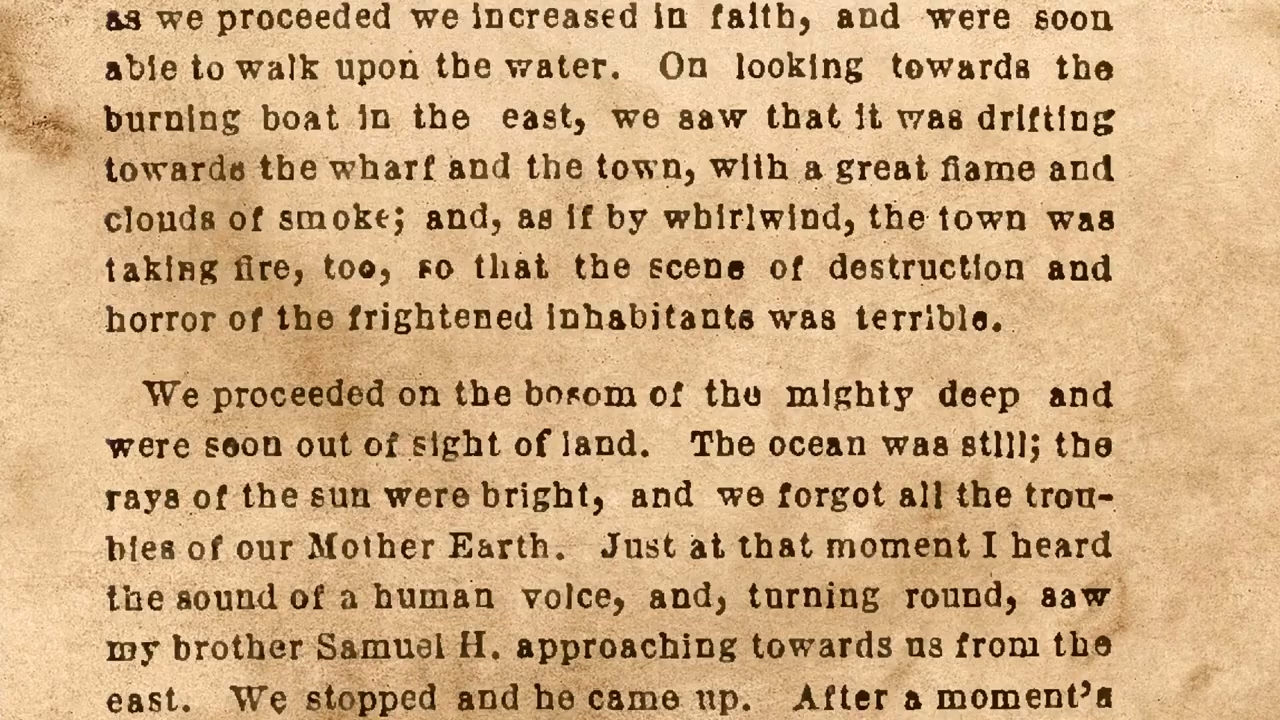 as we proceeded we increased in faith, and were soon
able to walk upon the water. On looking towards the
burning boat in the east, we saw that it was drifting
towards the wharf and the town, with a great flame and
clouds of smoke; and, as if by whirlwind, the town was
taking fire, too, so that the scene of destruction and
horror of the frightened inhabitants was terrible.
We proceeded on the bosom of the mighty deep and
were soon out of sight of land. The ocean was still; the
rays of the sun were bright, and we forgot all the trou-
bles of our Mother Earth. Just at that moment I heard
the sound of a human voice, and, turning round, saw
my brother Samuel H. approaching towards us from the
east. We stopped and he came up. After a moment's